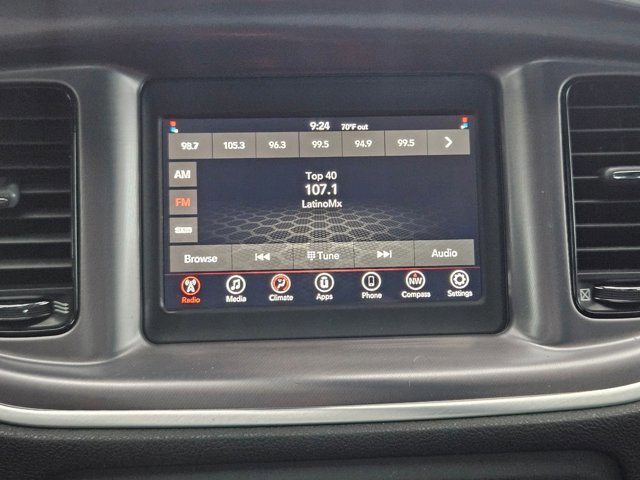 9:24 70°F out
98.7 105.3 96.3 99.5 94.9 99.5
AM
Top 40
107.1
FM
LatinoMx
Browse Tune Audio
Radio Media Climate Apps Phone NW Compass Settings